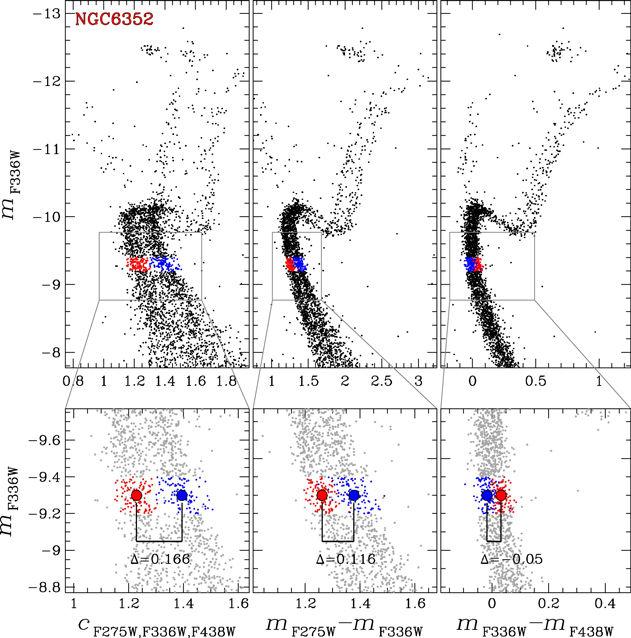 NGC6352
−13
−12
−11
−10
−9
−8
m F336W
0.8 1 1.2 1.4 1.6 1.8
1 1.5 2 2.5 3
0 0.5 1
−9.6
−9.4
−9.2
−9
−8.8
m F336W
Δ=0.166
Δ=0.116
Δ=−0.05
1 1.2 1.4 1.6
1.2 1.4 1.6
0 0.2 0.4
c F275W,F336W,F438W
m F275W−m F336W
m F336W−m F438W